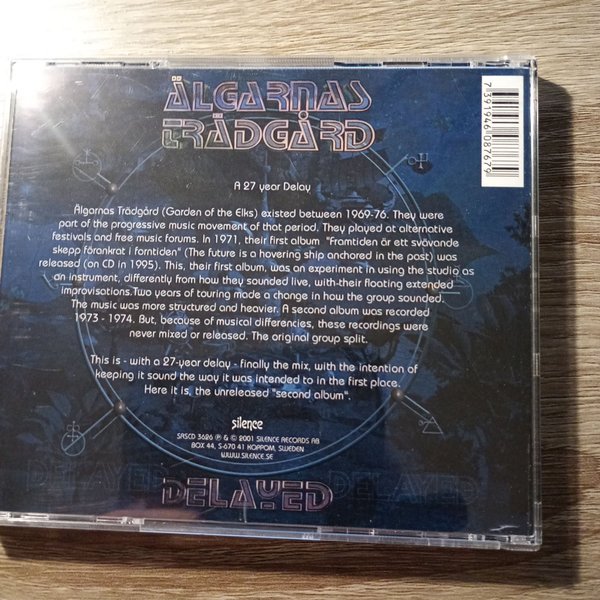 ÄLGARNAS
TRÄDGÅRD
7391946087679
A 27 year Delay
Älgarnas Trädgård (Garden of the Elks) existed between 1969-76. They were
part of the progressive music movement of that period. They played at alternative
festivals and free music forums. In 1971, their first album "Framtiden är ett svävande
skepp förankrat i forntiden" (The future is a hovering ship anchored in the past) was
released (on CD in 1995). This, their first album, was an experiment in using the studio as
an instrument, differently from how they sounded live, with their floating extended
improvisations. Two years of touring made a change in how the group sounded.
The music was more structured and heavier. A second album was recorded
1973 - 1974. But, because of musical differencies, these recordings were
never mixed or released. The original group split.
This is - with a 27-year delay - finally the mix, with the intention of
keeping it sound the way it was intended to in the first place.
Here it is, the unreleased "second album".
silence
SRSCD 3626 ℗ & © 2001 SILENCE RECORDS AB
BOX 44, S-670 41 KOPPOM, SWEDEN
WWW.SILENCE.SE
DELAYED DELAYED DELAYED